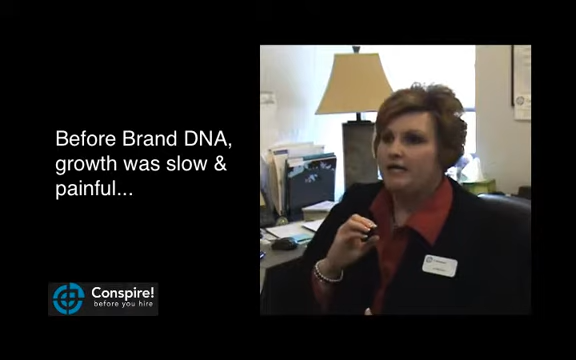 Before Brand DNA,
growth was slow &
painful...
Conspire!
before you hire